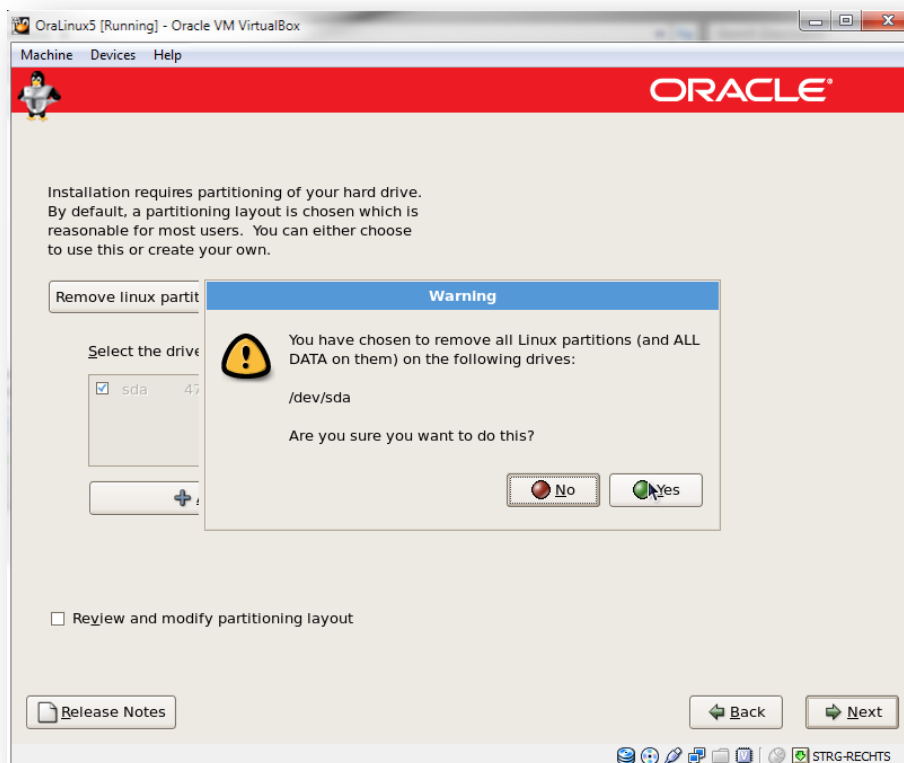 OraLinux5 [Running] - Oracle VM VirtualBox
Machine Devices Help
ORACLE®
Installation requires partitioning of your hard drive.
By default, a partitioning layout is chosen which is
reasonable for most users. You can either choose
to use this or create your own.
Remove linux partit
Select the drive
sda 47
Warning
You have chosen to remove all Linux partitions (and ALL
DATA on them) on the following drives:
/dev/sda
Are you sure you want to do this?
No Yes
Review and modify partitioning layout
Release Notes Back Next
STRG-RECHTS